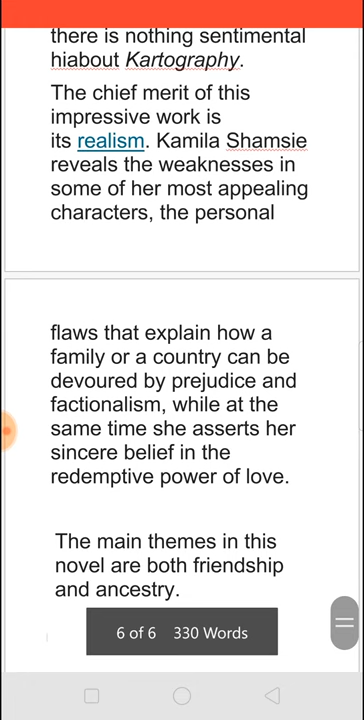 there is nothing sentimental
hiabout Kartography.
The chief merit of this
impressive work is
its realism. Kamila Shamsie
reveals the weaknesses in
some of her most appealing
characters, the personal
flaws that explain how a
family or a country can be
devoured by prejudice and
factionalism, while at the
same time she asserts her
sincere belief in the
redemptive power of love.
The main themes in this
novel are both friendship
and ancestry.
6 of 6 330 Words